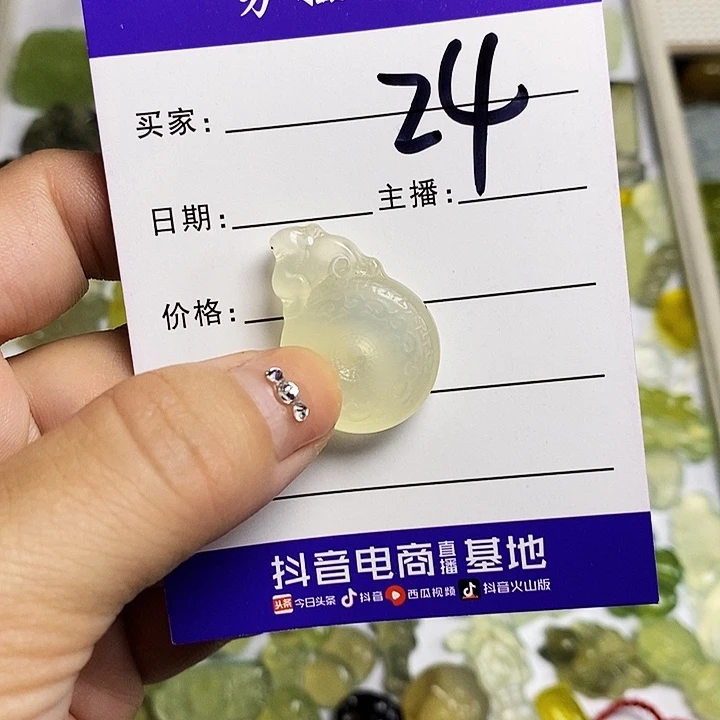 24
买家：
日期： 主播：
价格：
抖音电商直播基地
头条 今日头条 抖音 西瓜视频 抖音火山版